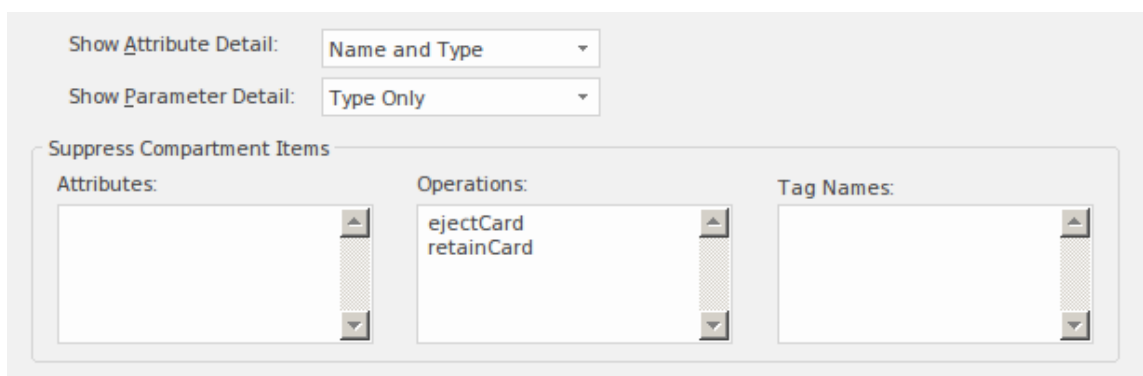 Show Attribute Detail: Name and Type
Show Parameter Detail: Type Only
Suppress Compartment Items
Attributes: Operations: Tag Names:
ejectCard
retainCard